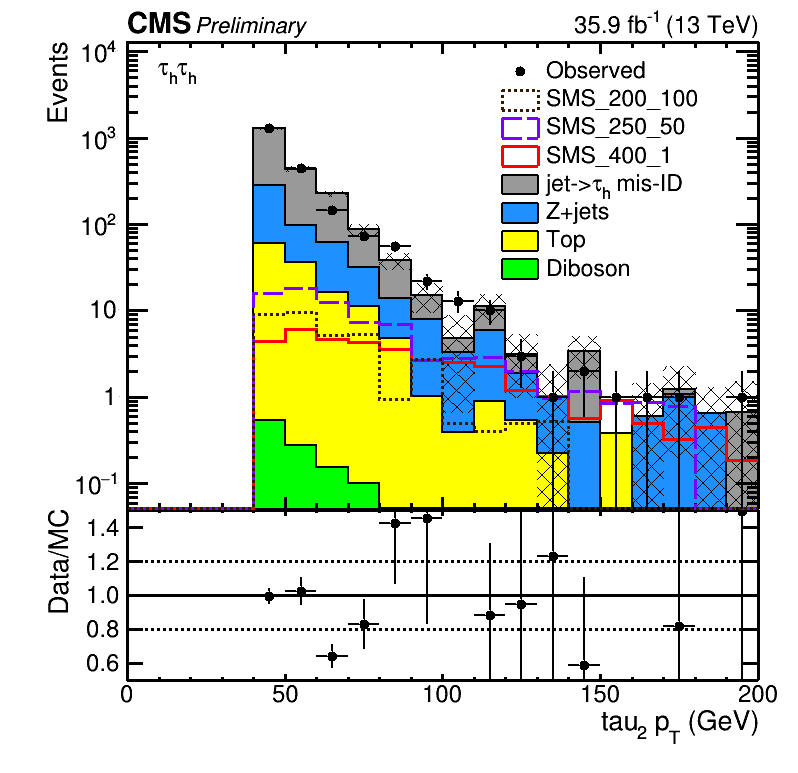 CMS Preliminary 35.9 fb⁻¹ (13 TeV)
Events
10⁴
10³
10²
10
1
10⁻¹
τₕτₕ
Observed
SMS_200_100
SMS_250_50
SMS_400_1
jet->τₕ mis-ID
Z+jets
Top
Diboson
Data/MC
1.4
1.2
1.0
0.8
0.6
0 50 100 150 200
tau₂ p_T (GeV)